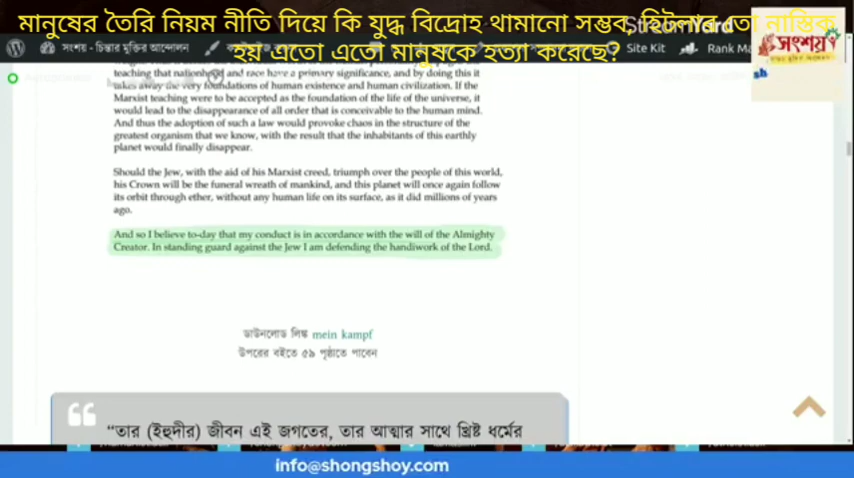 মানুষের তৈরি নিয়ম নীতি দিয়ে কি যুদ্ধ বিদ্রোহ থামানো সম্ভব, হিটলার তো নাস্তিক
হয় এতো এতো মানুষকে হত্যা করেছে?
StreamYard
সংশয় - চিন্তার মুক্তির আন্দোলন
Site Kit
Rank Ma
সংশয়
teaching that nationhood and race have a primary significance, and by doing this it
takes away the very foundations of human existence and human civilization. If the
Marxist teaching were to be accepted as the foundation of the life of the universe, it
would lead to the disappearance of all order that is conceivable to the human mind.
And thus the adoption of such a law would provoke chaos in the structure of the
greatest organism that we know, with the result that the inhabitants of this earthly
planet would finally disappear.
Should the Jew, with the aid of his Marxist creed, triumph over the people of this world,
his Crown will be the funeral wreath of mankind, and this planet will once again follow
its orbit through ether, without any human life on its surface, as it did millions of years
ago.
And so I believe to-day that my conduct is in accordance with the will of the Almighty
Creator. In standing guard against the Jew I am defending the handiwork of the Lord.
ডাউনলোড লিঙ্ক mein kampf
উপরের বইতে ৫৯ পৃষ্ঠাতে পাবেন
“তার (ইহুদীর) জীবন এই জগতের, তার আত্মার সাথে খ্রিষ্ট ধর্মের
info@shongshoy.com